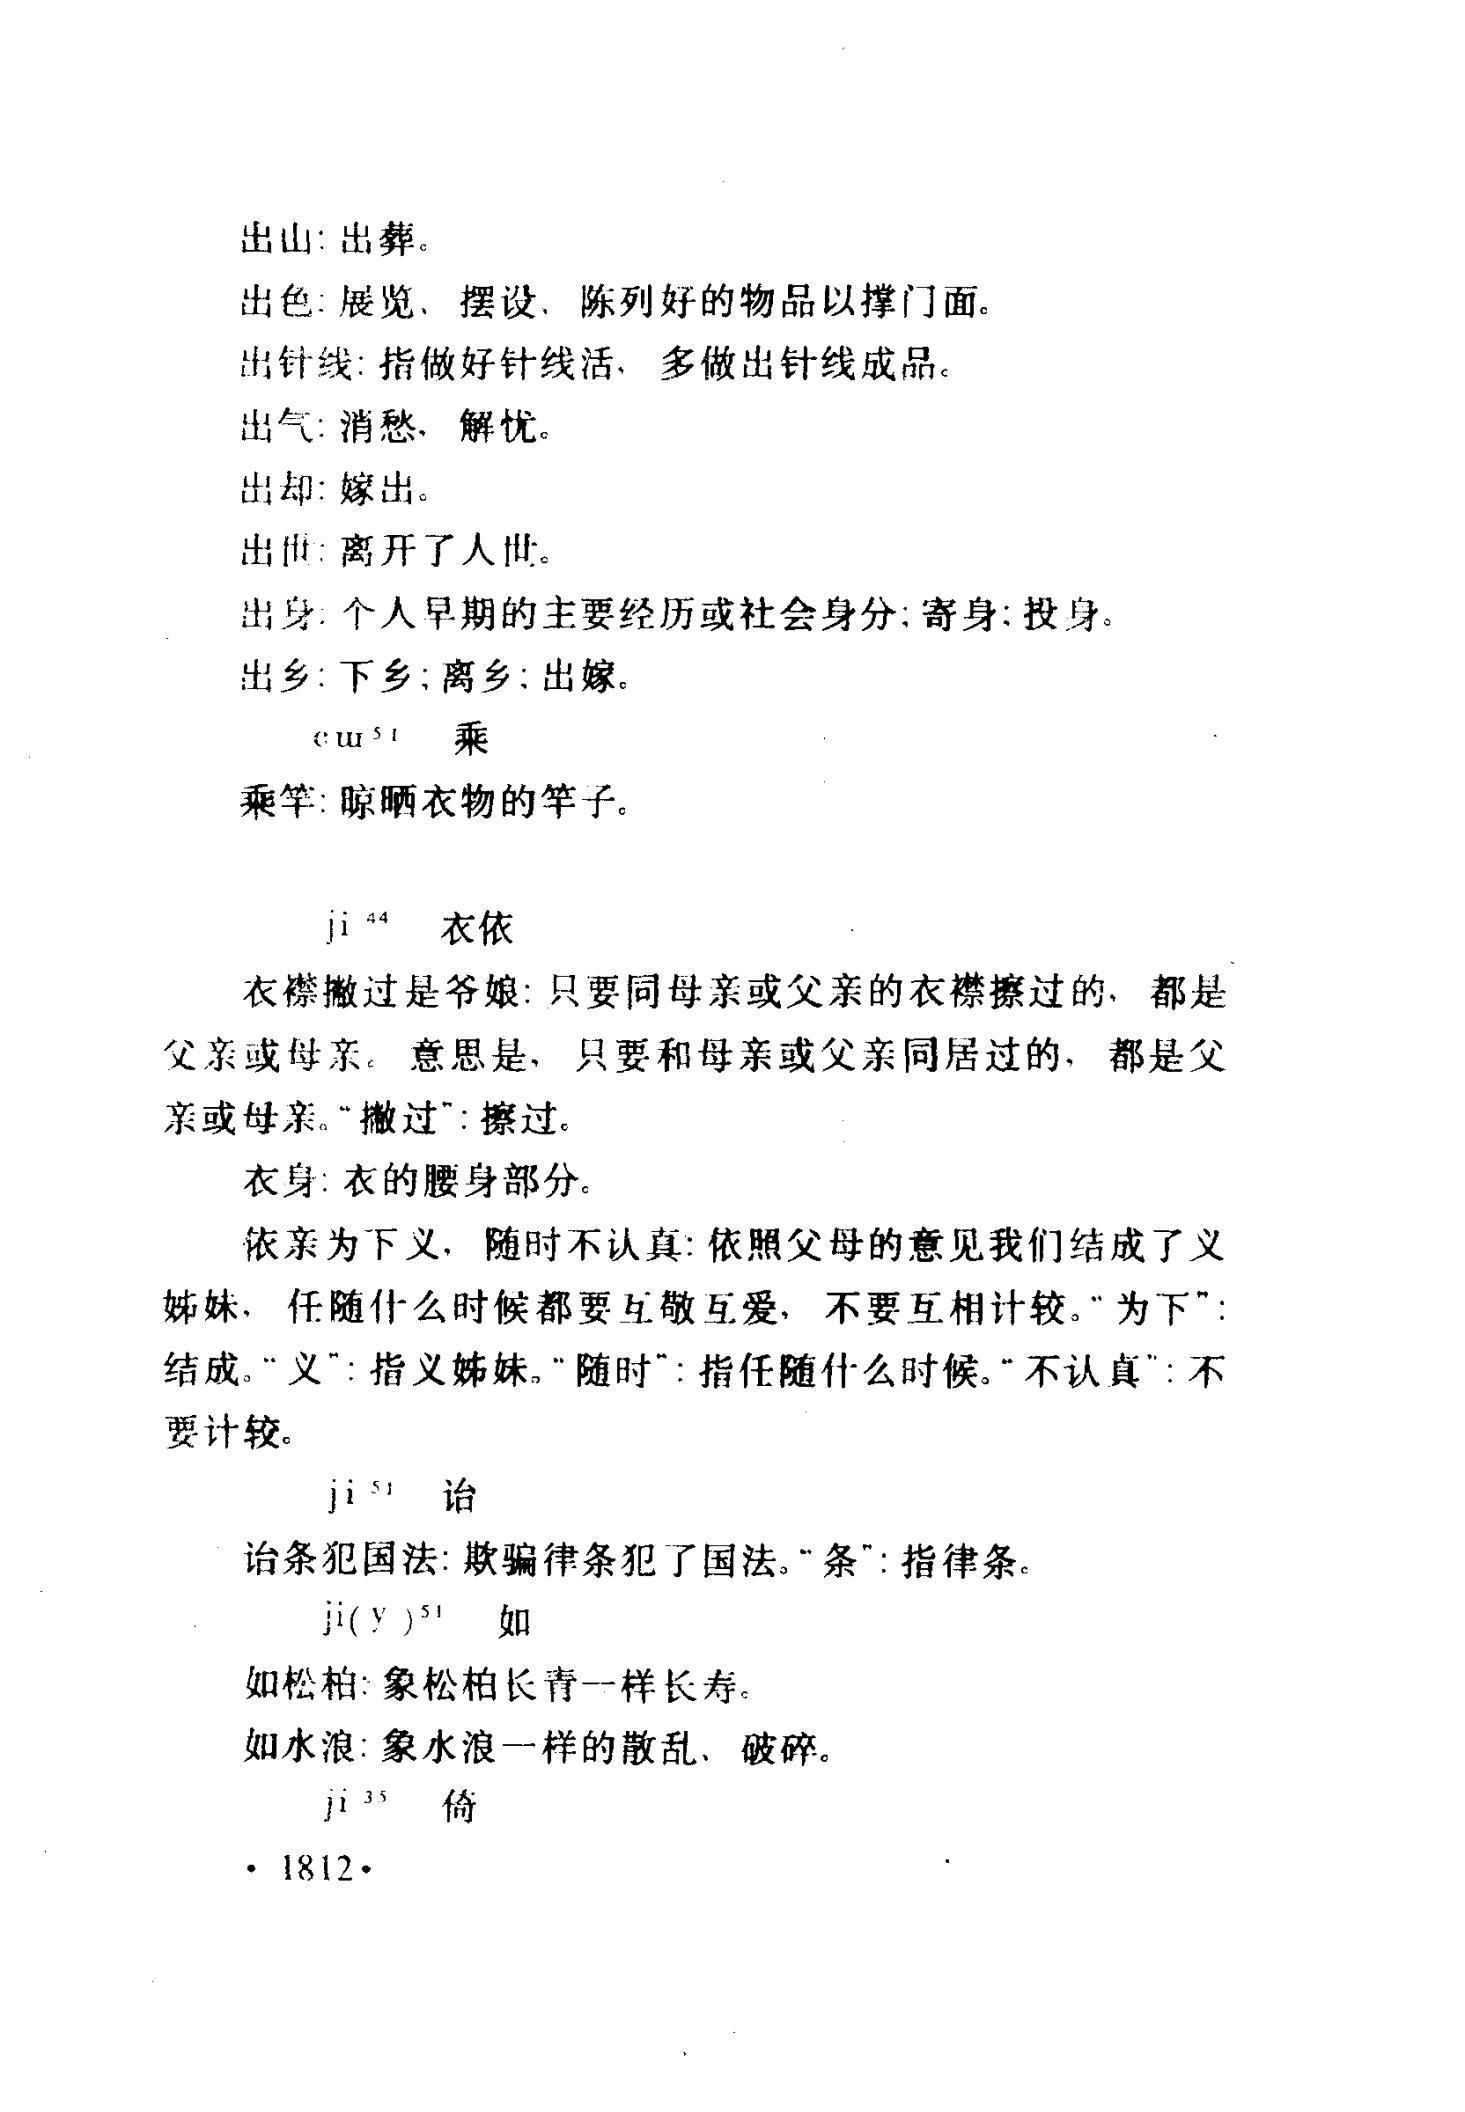 出山：出葬。
出色：展览、摆设、陈列好的物品以撑门面。
出针线：指做好针线活、多做出针线成品。
出气：消愁、解忧。
出却：嫁出。
出世：离开了人世。
出身：个人早期的主要经历或社会身分；寄身；投身。
出乡：下乡；离乡；出嫁。
ɕɯ⁵¹ 乘
乘竿：晾晒衣物的竿子。
ji⁴⁴ 衣依
衣襟撇过是爷娘：只要同母亲或父亲的衣襟擦过的，都是
父亲或母亲。意思是，只要和母亲或父亲同居过的，都是父
亲或母亲。“撇过”：擦过。
衣身：衣的腰身部分。
依亲为下义，随时不认真：依照父母的意见我们结成了义
姊妹，任随什么时候都要互敬互爱，不要互相计较。“为下”：
结成。“义”：指义姊妹。“随时”：指任随什么时候。“不认真”：不
要计较。
ji⁵¹ 诒
诒条犯国法：欺骗律条犯了国法。“条”：指律条。
ji(y)⁵¹ 如
如松柏：象松柏长青一样长寿。
如水浪：象水浪一样的散乱、破碎。
ji³⁵ 倚
·1812·